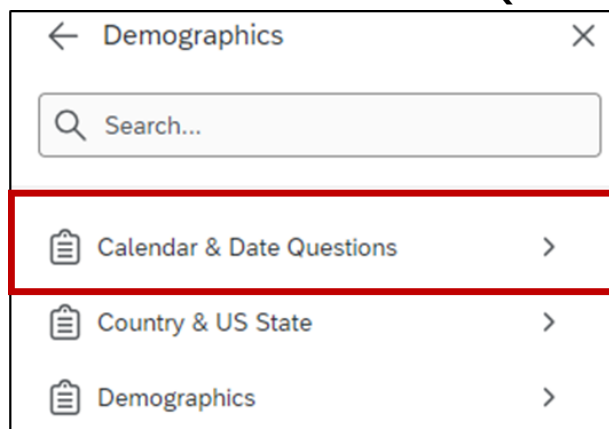 Demographics
Search...
Calendar & Date Questions
Country & US State
Demographics